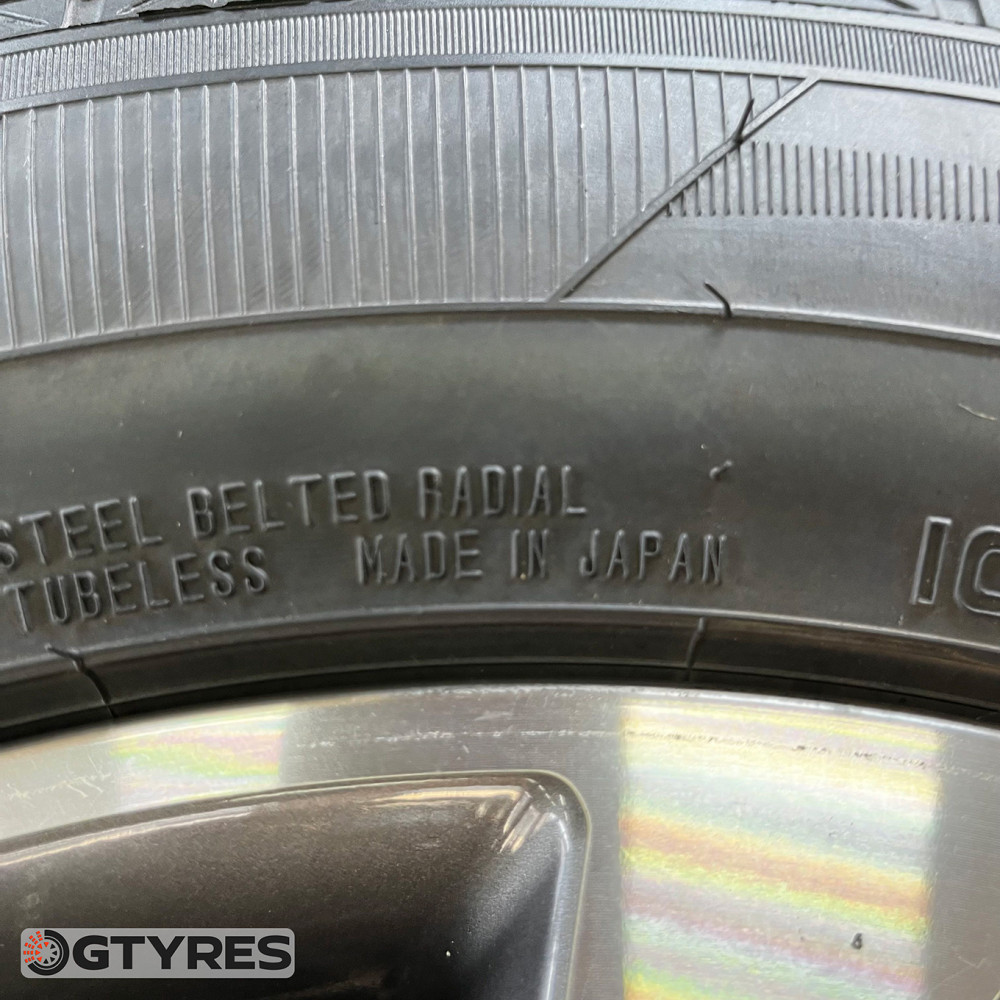 STEEL BELTED RADIAL
TUBELESS MADE IN JAPAN
GTYRES